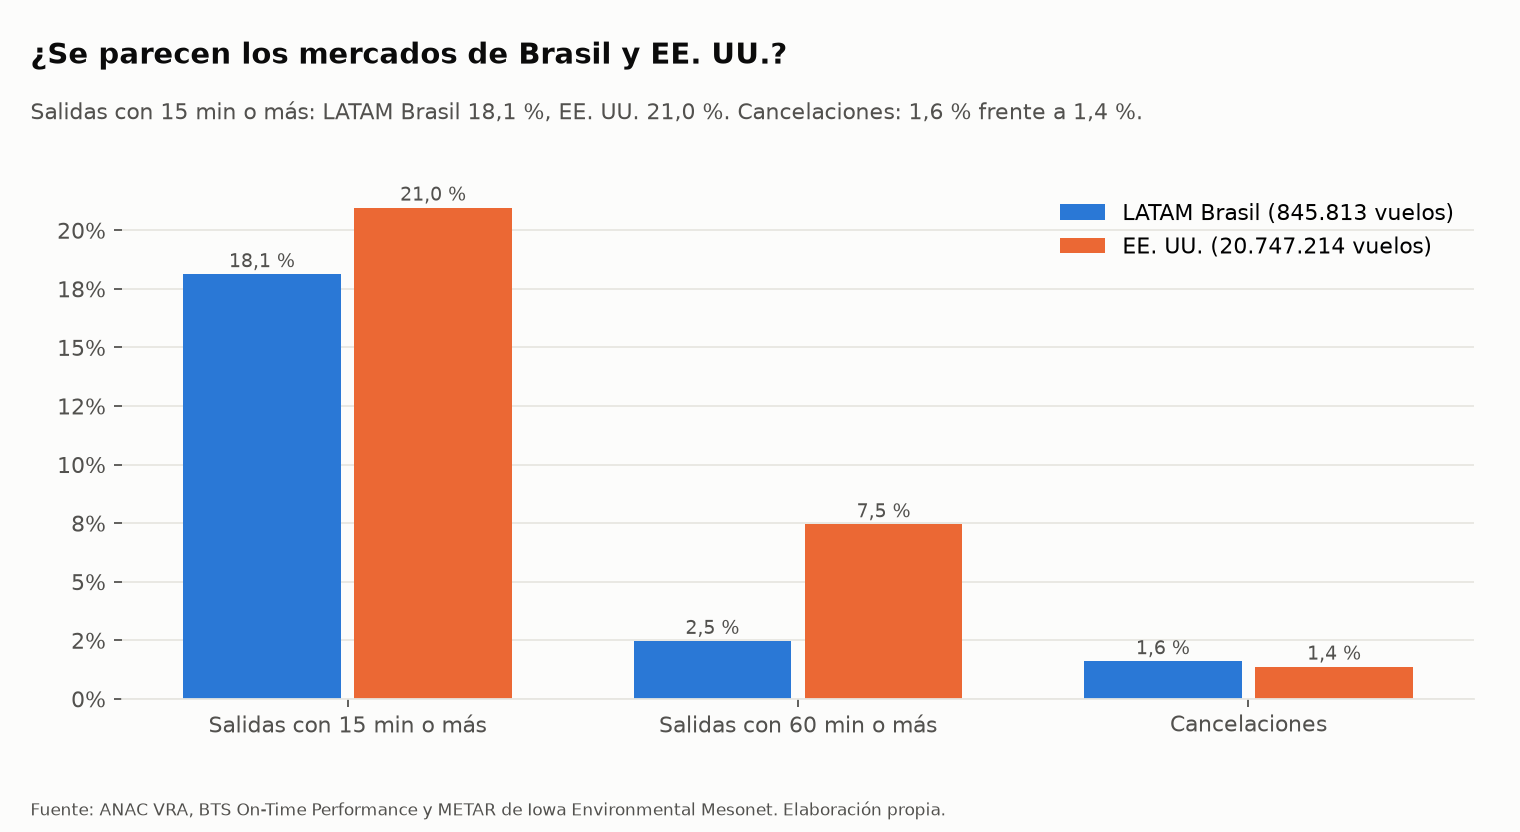 ¿Se parecen los mercados de Brasil y EE. UU.?
Salidas con 15 min o más: LATAM Brasil 18,1 %, EE. UU. 21,0 %. Cancelaciones: 1,6 % frente a 1,4 %.
LATAM Brasil (845.813 vuelos)
EE. UU. (20.747.214 vuelos)
20%
18%
15%
12%
10%
8%
5%
2%
0%
18,1 %
21,0 %
2,5 %
7,5 %
1,6 %
1,4 %
Salidas con 15 min o más
Salidas con 60 min o más
Cancelaciones
Fuente: ANAC VRA, BTS On-Time Performance y METAR de Iowa Environmental Mesonet. Elaboración propia.